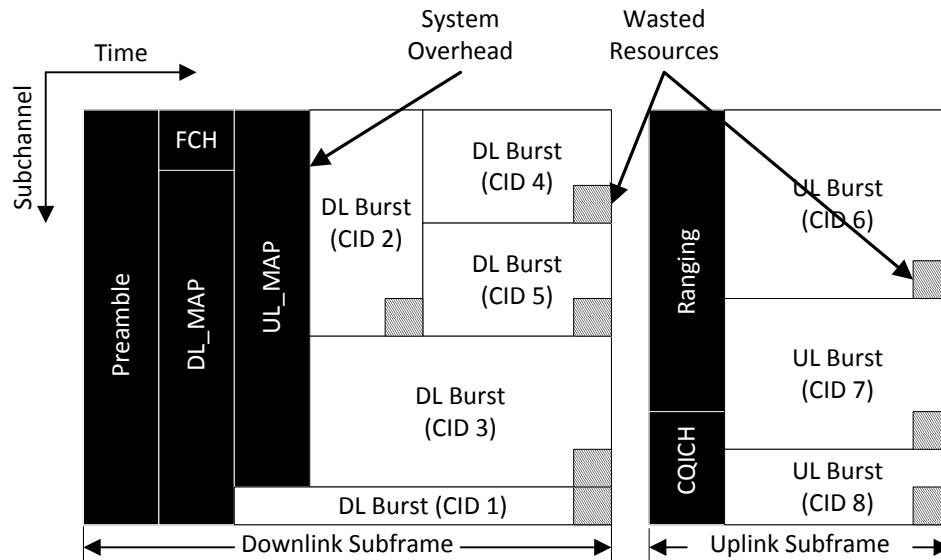 System
Overhead
Wasted
Resources
Time
Subchannel
Preamble
FCH
DL_MAP
UL_MAP
DL Burst
(CID 2)
DL Burst
(CID 4)
DL Burst
(CID 5)
DL Burst
(CID 3)
DL Burst (CID 1)
Ranging
CQICH
UL Burst
(CID 6)
UL Burst
(CID 7)
UL Burst
(CID 8)
Downlink Subframe
Uplink Subframe